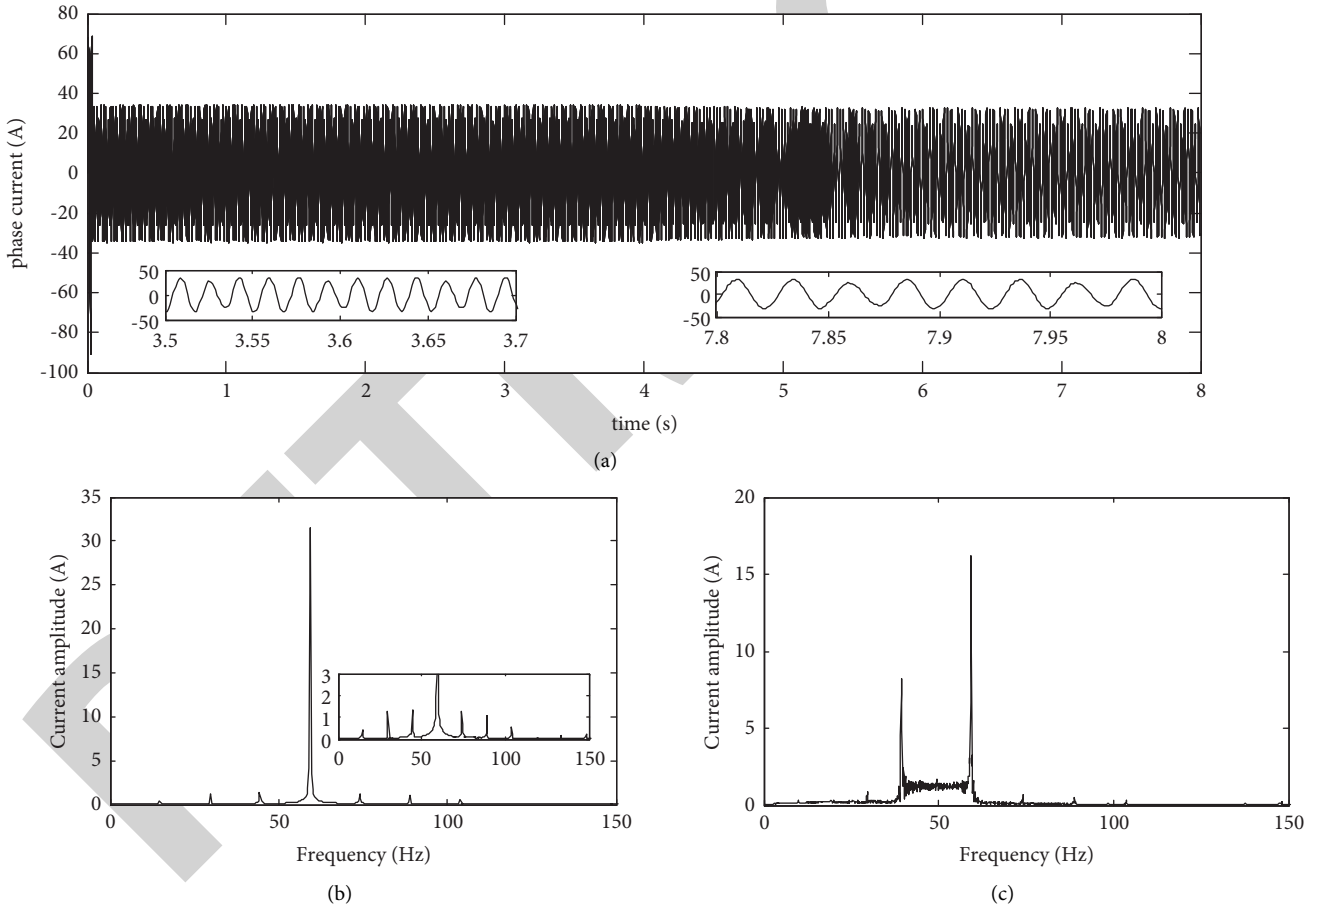 80
60
40
20
0
-20
-40
-60
-80
-100
phase current (A)
50
0
-50
3.5 3.55 3.6 3.65 3.7
50
0
-50
7.8 7.85 7.9 7.95 8
0 1 2 3 4 5 6 7 8
time (s)
(a)
35
30
25
20
15
10
5
0
Current amplitude (A)
3
2
1
0
0 50 100 150
0 50 100 150
Frequency (Hz)
(b)
20
15
10
5
0
Current amplitude (A)
0 50 100 150
Frequency (Hz)
(c)